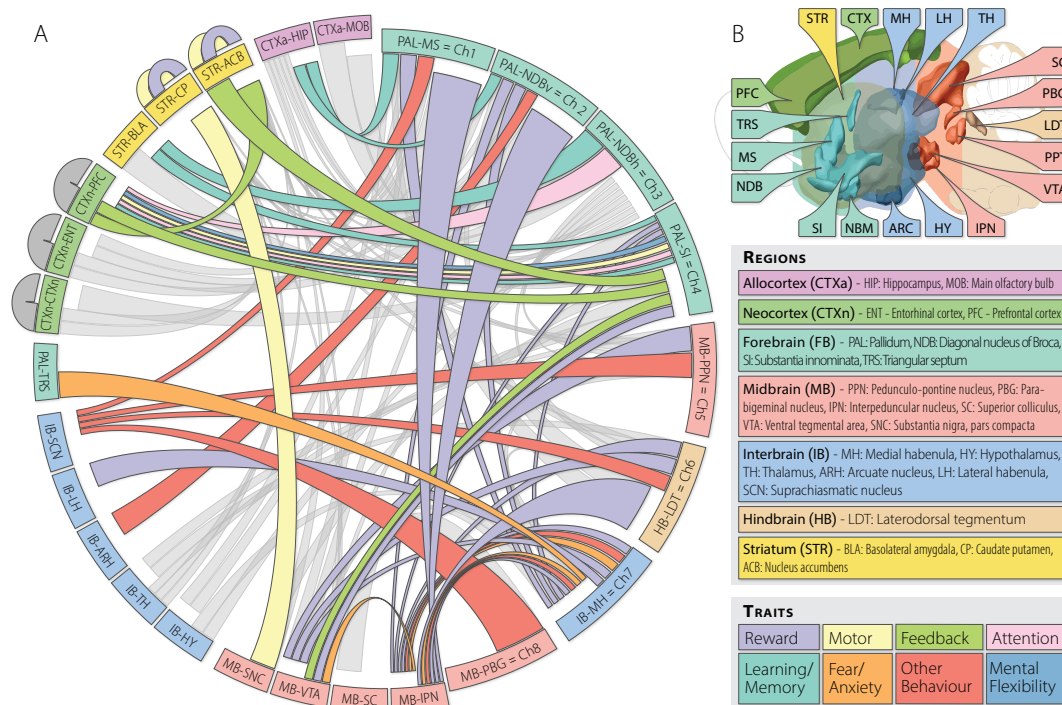 A
CTXa-HIP
CTXa-MOB
PAL-MS = Ch1
PAL-NDBv = Ch 2
PAL-NDBh = Ch3
PAL-SI = Ch4
MB-PPN = Ch5
HB-LDT = Ch6
IB-MH = Ch7
MB-PBG = Ch8
MB-IPN
MB-SC
MB-VTA
MB-SNC
IB-HY
IB-TH
IB-ARH
IB-LH
IB-SCN
PAL-TRS
CTXn-CTXn
CTXn-ENT
CTXn-PFC
STR-BLA
STR-CP
STR-ACB
B
STR
CTX
MH
LH
TH
PFC
TRS
MS
NDB
SI
NBM
ARC
HY
IPN
PBG
LDT
PPT
VTA
REGIONS
Allocortex (CTXa) - HIP: Hippocampus, MOB: Main olfactory bulb
Neocortex (CTXn) - ENT - Entorhinal cortex, PFC - Prefrontal cortex
Forebrain (FB) - PAL: Pallidum, NDB: Diagonal nucleus of Broca,
SI: Substantia innominata, TRS: Triangular septum
Midbrain (MB) - PPN: Pedunculo-pontine nucleus, PBG: Para-
bigeminal nucleus, IPN: Interpeduncular nucleus, SC: Superior colliculus,
VTA: Ventral tegmental area, SNC: Substantia nigra, pars compacta
Interbrain (IB) - MH: Medial habenula, HY: Hypothalamus,
TH: Thalamus, ARH: Arcuate nucleus, LH: Lateral habenula,
SCN: Suprachiasmatic nucleus
Hindbrain (HB) - LDT: Laterodorsal tegmentum
Striatum (STR) - BLA: Basolateral amygdala, CP: Caudate putamen,
ACB: Nucleus accumbens
TRAITS
Reward
Motor
Feedback
Attention
Learning/
Memory
Fear/
Anxiety
Other
Behaviour
Mental
Flexibility